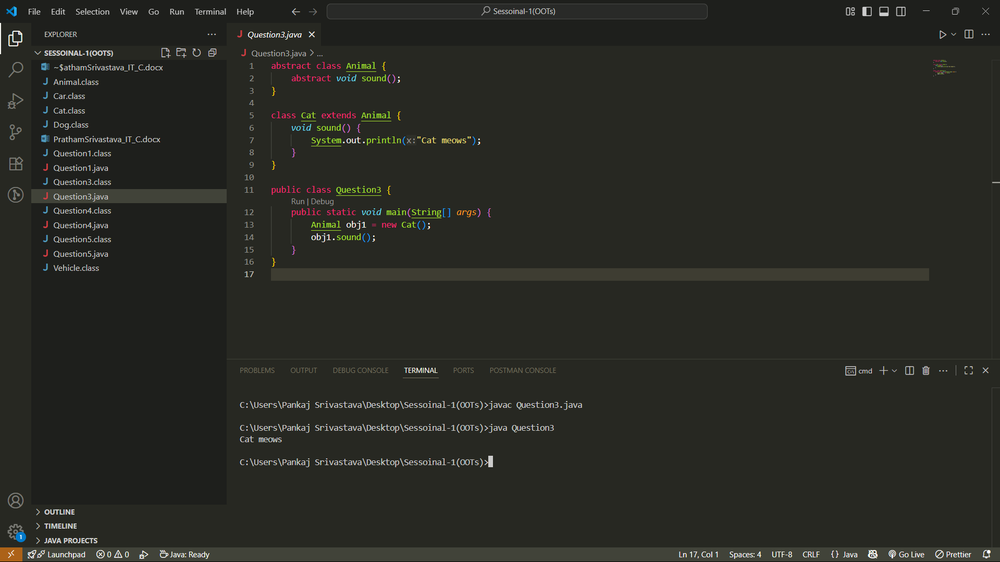 File Edit Selection View Go Run Terminal Help Sessoinal-1(OOTs)
EXPLORER ...
SESSOINAL-1(OOTS)
~$athamSrivastava_IT_C.docx
Animal.class
Car.class
Cat.class
Dog.class
PrathamSrivastava_IT_C.docx
Question1.class
Question1.java
Question3.class
Question3.java
Question4.class
Question4.java
Question5.class
Question5.java
Vehicle.class
OUTLINE
TIMELINE
JAVA PROJECTS
1
J Question3.java
J Question3.java > ...
1 abstract class Animal {
2     abstract void sound();
3 }
4
5 class Cat extends Animal {
6     void sound() {
7         System.out.println(x:"Cat meows");
8     }
9 }
10
11 public class Question3 {
Run | Debug
12     public static void main(String[] args) {
13         Animal obj1 = new Cat();
14         obj1.sound();
15     }
16 }
17
PROBLEMS OUTPUT DEBUG CONSOLE TERMINAL PORTS POSTMAN CONSOLE cmd
C:\Users\Pankaj Srivastava\Desktop\Sessoinal-1(OOTs)>javac Question3.java
C:\Users\Pankaj Srivastava\Desktop\Sessoinal-1(OOTs)>java Question3
Cat meows
C:\Users\Pankaj Srivastava\Desktop\Sessoinal-1(OOTs)>
Launchpad 0 0 Java: Ready Ln 17, Col 1 Spaces: 4 UTF-8 CRLF {} Java Go Live Prettier